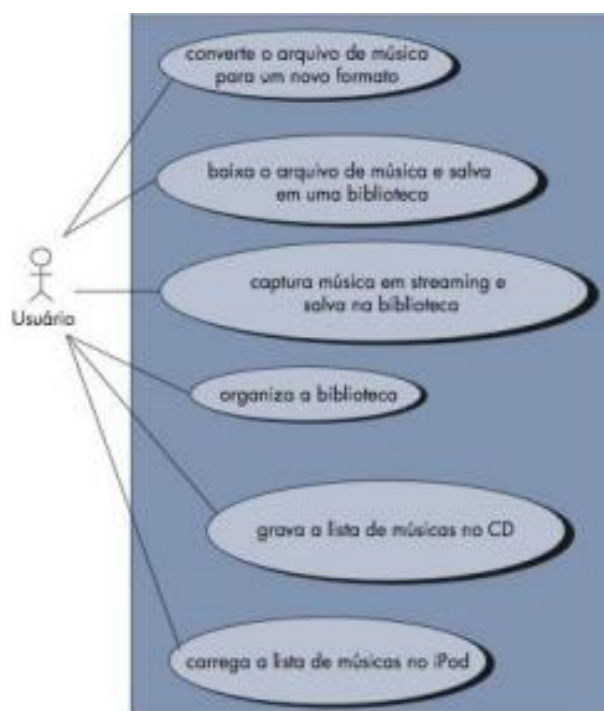 converte o arquivo de música
para um novo formato
baixa o arquivo de música e salva
em uma biblioteca
captura música em streaming e
salva na biblioteca
Usuário
organiza a biblioteca
grava a lista de músicas no CD
carrega a lista de músicas no iPod